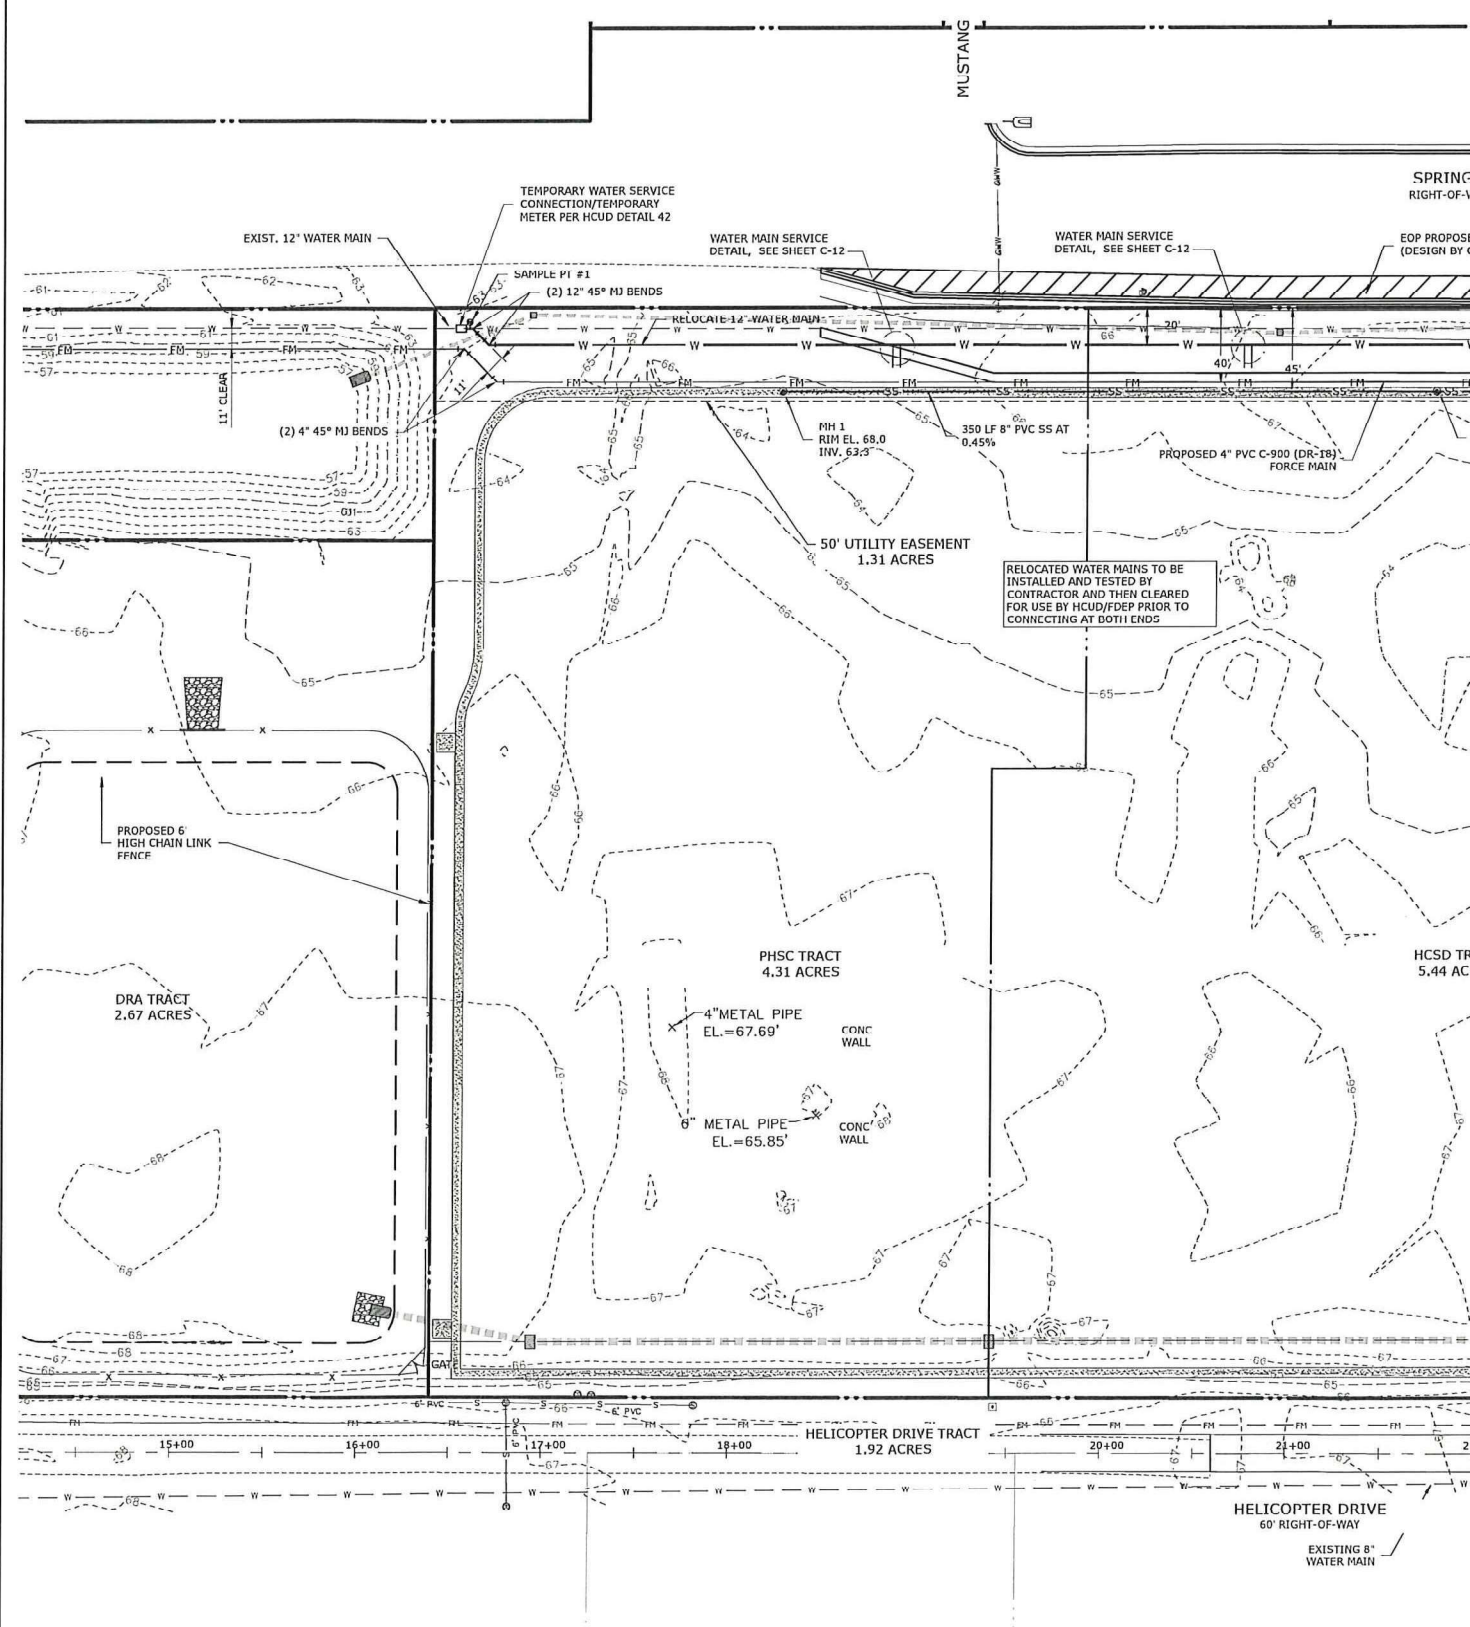 MUSTANG
SPRING
RIGHT-OF-W
TEMPORARY WATER SERVICE
CONNECTION/TEMPORARY
METER PER HCUD DETAIL 42
EXIST. 12" WATER MAIN
WATER MAIN SERVICE
DETAIL, SEE SHEET C-12
WATER MAIN SERVICE
DETAIL, SEE SHEET C-12
EOP PROPOSE
(DESIGN BY
SAMPLE PT #1
(2) 12" 45° MJ BENDS
RELOCATE 12" WATER MAIN
20'
40'
45'
11' CLEAR
11'
(2) 4" 45° MJ BENDS
MH 1
RIM EL. 68.0
INV. 63.3
350 LF 8" PVC SS AT
0.45%
PROPOSED 4" PVC C-900 (DR-18)
FORCE MAIN
50' UTILITY EASEMENT
1.31 ACRES
RELOCATED WATER MAINS TO BE
INSTALLED AND TESTED BY
CONTRACTOR AND THEN CLEARED
FOR USE BY HCUD/FDEP PRIOR TO
CONNECTING AT BOTH ENDS
PROPOSED 6'
HIGH CHAIN LINK
FENCE
PHSC TRACT
4.31 ACRES
HCSD TR
5.44 AC
DRA TRACT
2.67 ACRES
4"METAL PIPE
EL.=67.69'
CONC
WALL
METAL PIPE
EL.=65.85'
CONC
WALL
GATE
6" PVC
6" PVC
6" PVC
HELICOPTER DRIVE TRACT
1.92 ACRES
15+00
16+00
17+00
18+00
20+00
21+00
HELICOPTER DRIVE
60' RIGHT-OF-WAY
EXISTING 8"
WATER MAIN